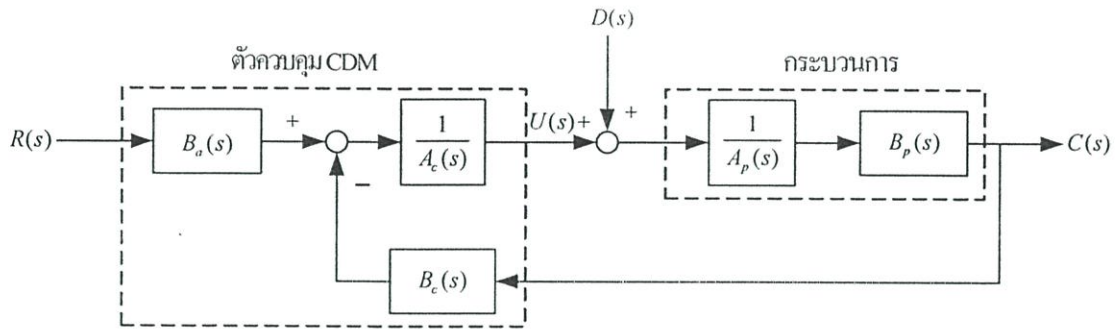 D(s)
ตัวควบคุม CDM
กระบวนการ
R(s)
B_a(s)
+
1
A_c(s)
U(s)
+
+
1
A_p(s)
B_p(s)
C(s)
−
B_c(s)